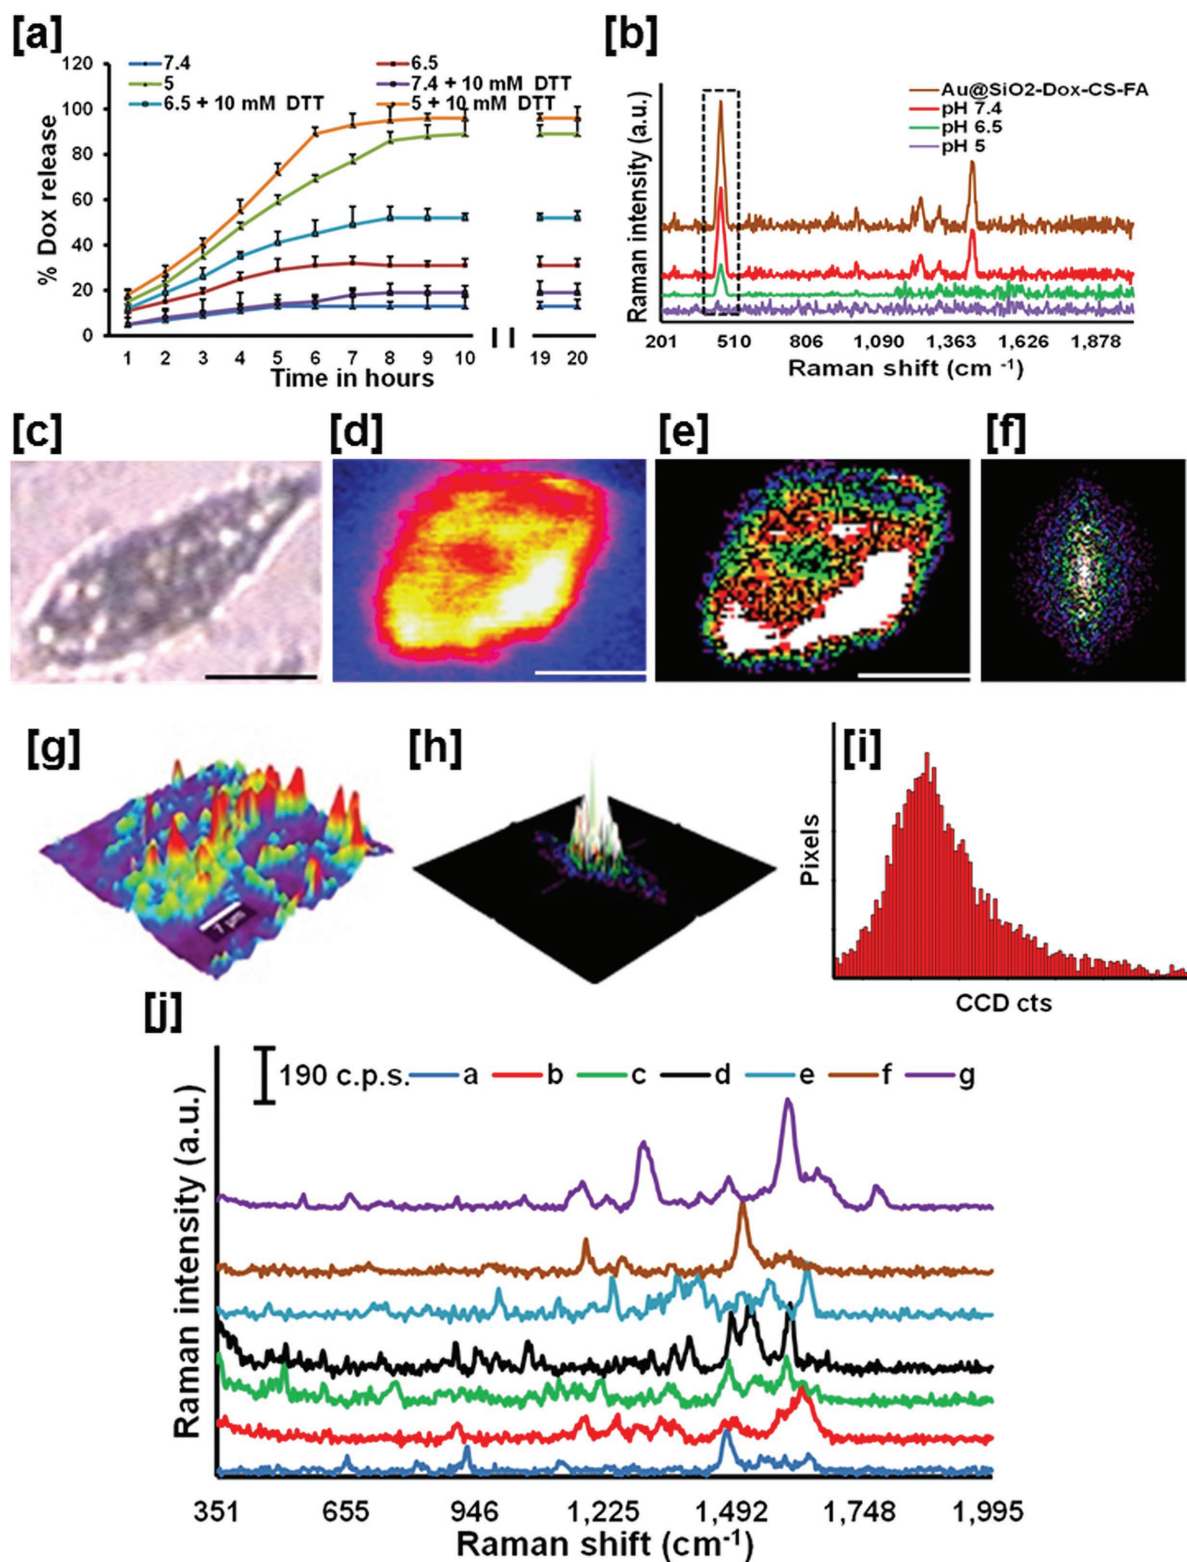 [a]
120
100
80
60
40
20
0
% Dox release
7.4
6.5
5
7.4 + 10 mM DTT
6.5 + 10 mM DTT
5 + 10 mM DTT
1 2 3 4 5 6 7 8 9 10 19 20
Time in hours
[b]
Raman intensity (a.u.)
Au@SiO2-Dox-CS-FA
pH 7.4
pH 6.5
pH 5
201 510 806 1,090 1,363 1,626 1,878
Raman shift (cm -1)
[c]
[d]
[e]
[f]
[g]
7 µm
[h]
[i]
Pixels
CCD cts
[j]
190 c.p.s.
a b c d e f g
Raman intensity (a.u.)
351 655 946 1,225 1,492 1,748 1,995
Raman shift (cm-1)